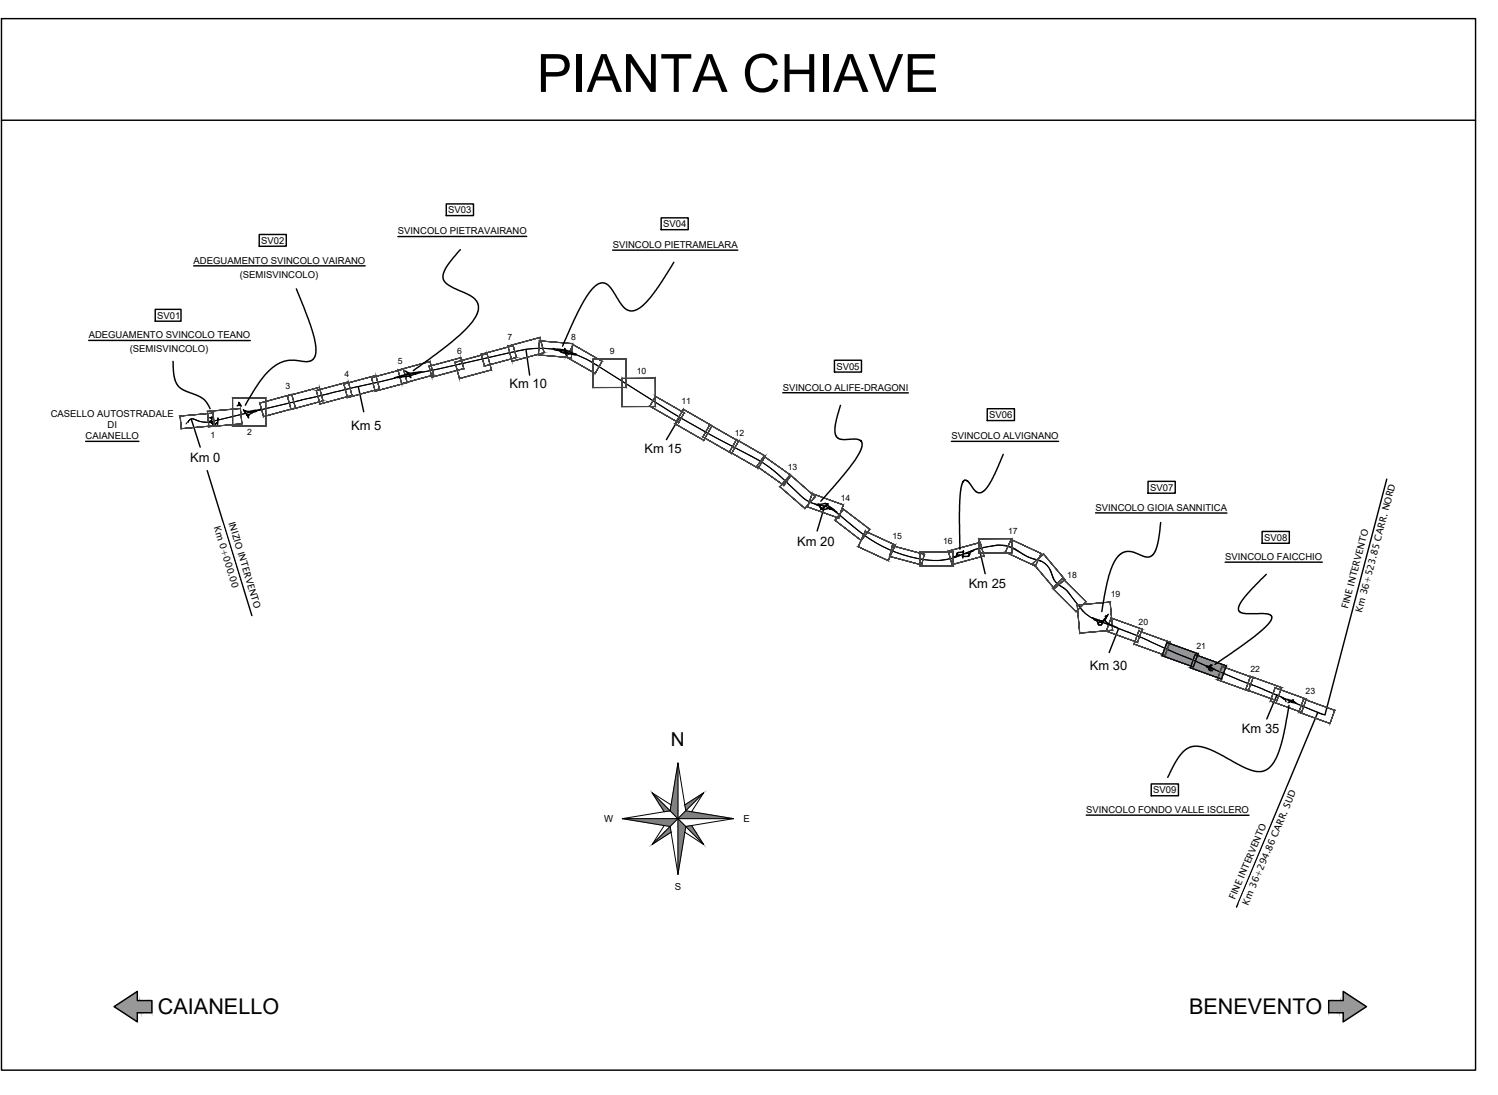 PIANTA CHIAVE
SV01
ADEGUAMENTO SVINCOLO TEANO
(SEMISVINCOLO)
SV02
ADEGUAMENTO SVINCOLO VAIRANO
(SEMISVINCOLO)
SV03
SVINCOLO PIETRAVAIRANO
SV04
SVINCOLO PIETRAMELARA
SV05
SVINCOLO ALIFE-DRAGONI
SV06
SVINCOLO ALVIGNANO
SV07
SVINCOLO GIOIA SANNITICA
SV08
SVINCOLO FAICCHIO
SV09
SVINCOLO FONDO VALLE ISCLERO
CASELLO AUTOSTRADALE
DI
CAIANELLO
1
2
3
4
5
6
7
8
9
10
11
12
13
14
15
16
17
18
19
20
21
22
23
Km 0
Km 5
Km 10
Km 15
Km 20
Km 25
Km 30
Km 35
INIZIO INTERVENTO
Km 0+000.00
FINE INTERVENTO
Km 36+523.85 CARR. NORD
FINE INTERVENTO
Km 36+294.86 CARR. SUD
N
W
E
S
CAIANELLO
BENEVENTO